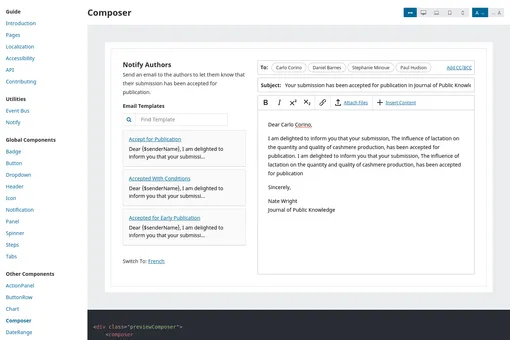 Guide
Introduction
Pages
Localization
Accessibility
API
Contributing
Utilities
Event Bus
Notify
Global Components
Badge
Button
Dropdown
Header
Icon
Notification
Panel
Spinner
Steps
Tabs
Other Components
ActionPanel
ButtonRow
Chart
Composer
DateRange
Composer
Notify Authors
Send an email to the authors to let them know that
their submission has been accepted for
publication.
Email Templates
Find Template
Accept for Publication
Dear {$senderName}, I am delighted to
inform you that your submissi...
Accepted With Conditions
Dear {$senderName}, I am delighted to
inform you that your submissi...
Accepted for Early Publication
Dear {$senderName}, I am delighted to
inform you that your submissi...
Switch To: French
To: Carlo Corino Daniel Barnes Stephanie Minoue Paul Hudson Add CC/BCC
Subject: Your submission has been accepted for publication in Journal of Public Knowle
B I X² X₂ Attach Files Insert Content
Dear Carlo Corino,
I am delighted to inform you that your submission, The influence of lactation on
the quantity and quality of cashmere production, has been accepted for
publication. I am delighted to inform you that your submission, The influence of
lactation on the quantity and quality of cashmere production, has been accepted
for publication
Sincerely,
Nate Wright
Journal of Public Knowledge
<div class="previewComposer">
<composer